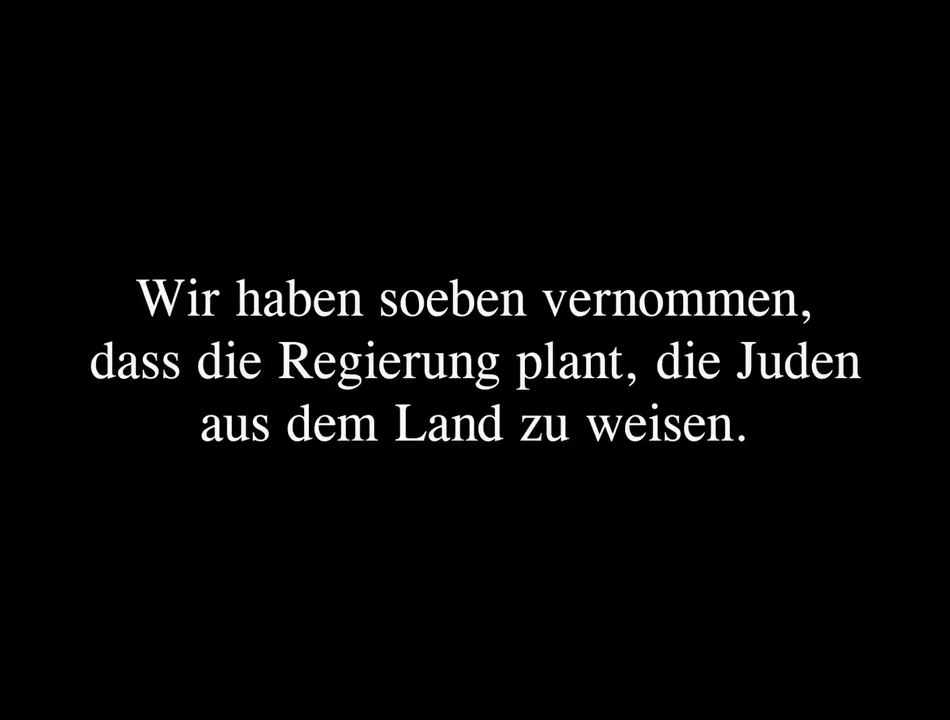 Wir haben soeben vernommen,
dass die Regierung plant, die Juden
aus dem Land zu weisen.